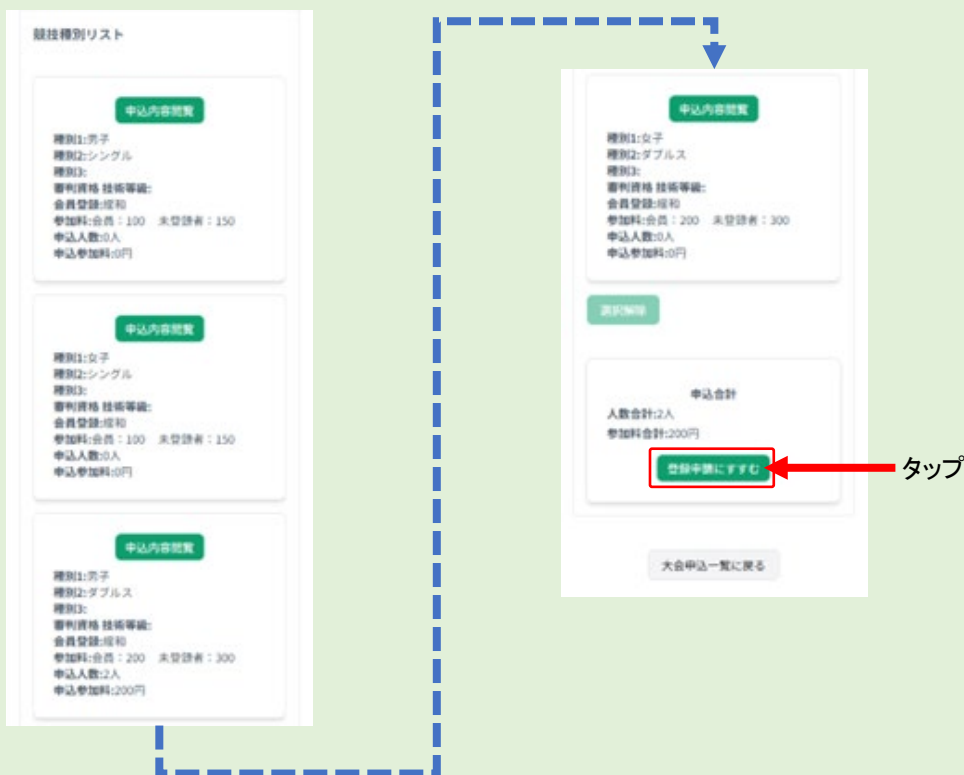 競技種別リスト
申込内容閲覧
種別1:男子
種別2:シングル
種別3:
審判資格 技術等級:
会員登録:緩和
参加料:会員：100　未登録者：150
申込人数:0人
申込参加料:0円
申込内容閲覧
種別1:女子
種別2:シングル
種別3:
審判資格 技術等級:
会員登録:緩和
参加料:会員：100　未登録者：150
申込人数:0人
申込参加料:0円
申込内容閲覧
種別1:男子
種別2:ダブルス
種別3:
審判資格 技術等級:
会員登録:緩和
参加料:会員：200　未登録者：300
申込人数:2人
申込参加料:200円
申込内容閲覧
種別1:女子
種別2:ダブルス
種別3:
審判資格 技術等級:
会員登録:緩和
参加料:会員：200　未登録者：300
申込人数:0人
申込参加料:0円
選択解除
申込合計
人数合計:2人
参加料合計:200円
登録申請にすすむ
タップ
大会申込一覧に戻る